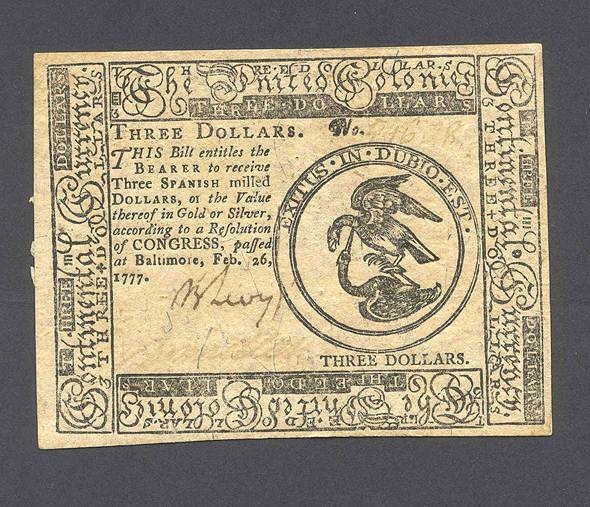 The United Colonies
THREE DOLLARS
THREE DOLLARS. No.
THIS Bill entitles the
BEARER to receive
Three SPANISH milled
DOLLARS, or the Value
thereof in Gold or Silver,
according to a Resolution
of CONGRESS, passed
at Baltimore, Feb. 26,
1777.
EXITUS · IN · DUBIO · EST ·
THREE DOLLARS.
Continental Currency
THREE DOLLARS
Continental Currency
THREE DOLLARS
The United Colonies
THREE DOLLARS